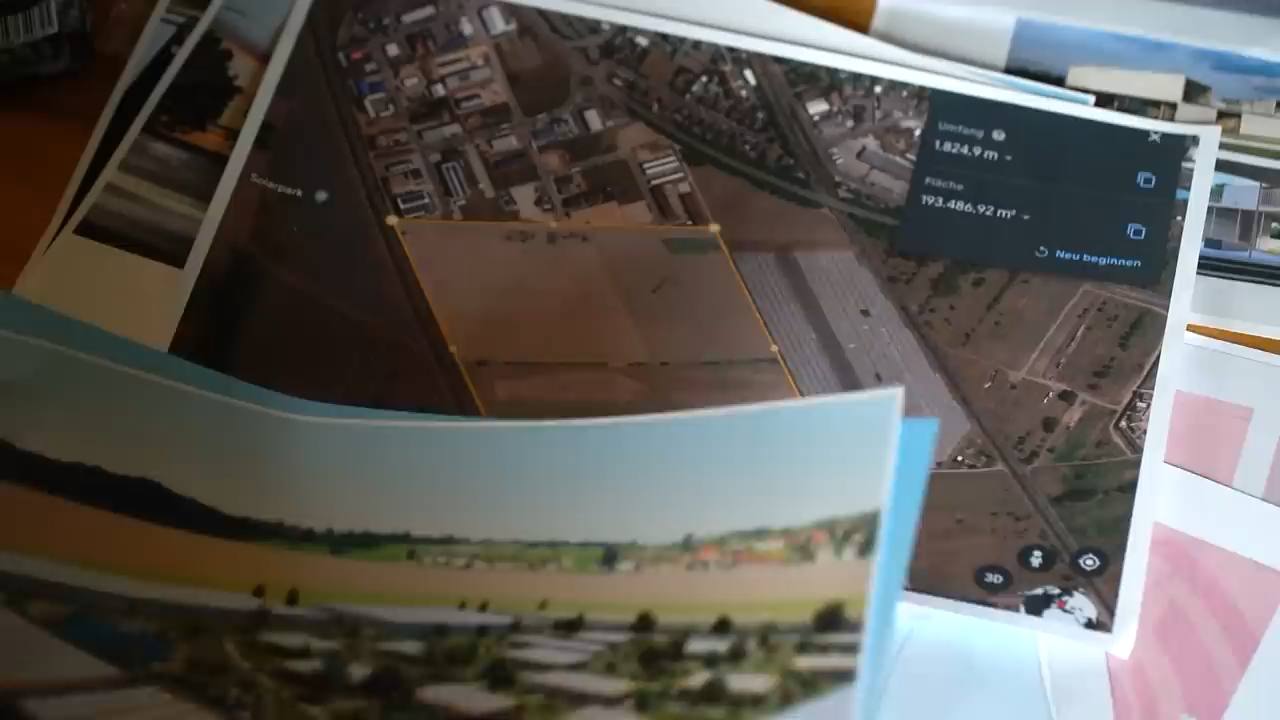 Solarpark
Umfang
1.824,9 m
Fläche
193.486,92 m²
Neu beginnen
3D